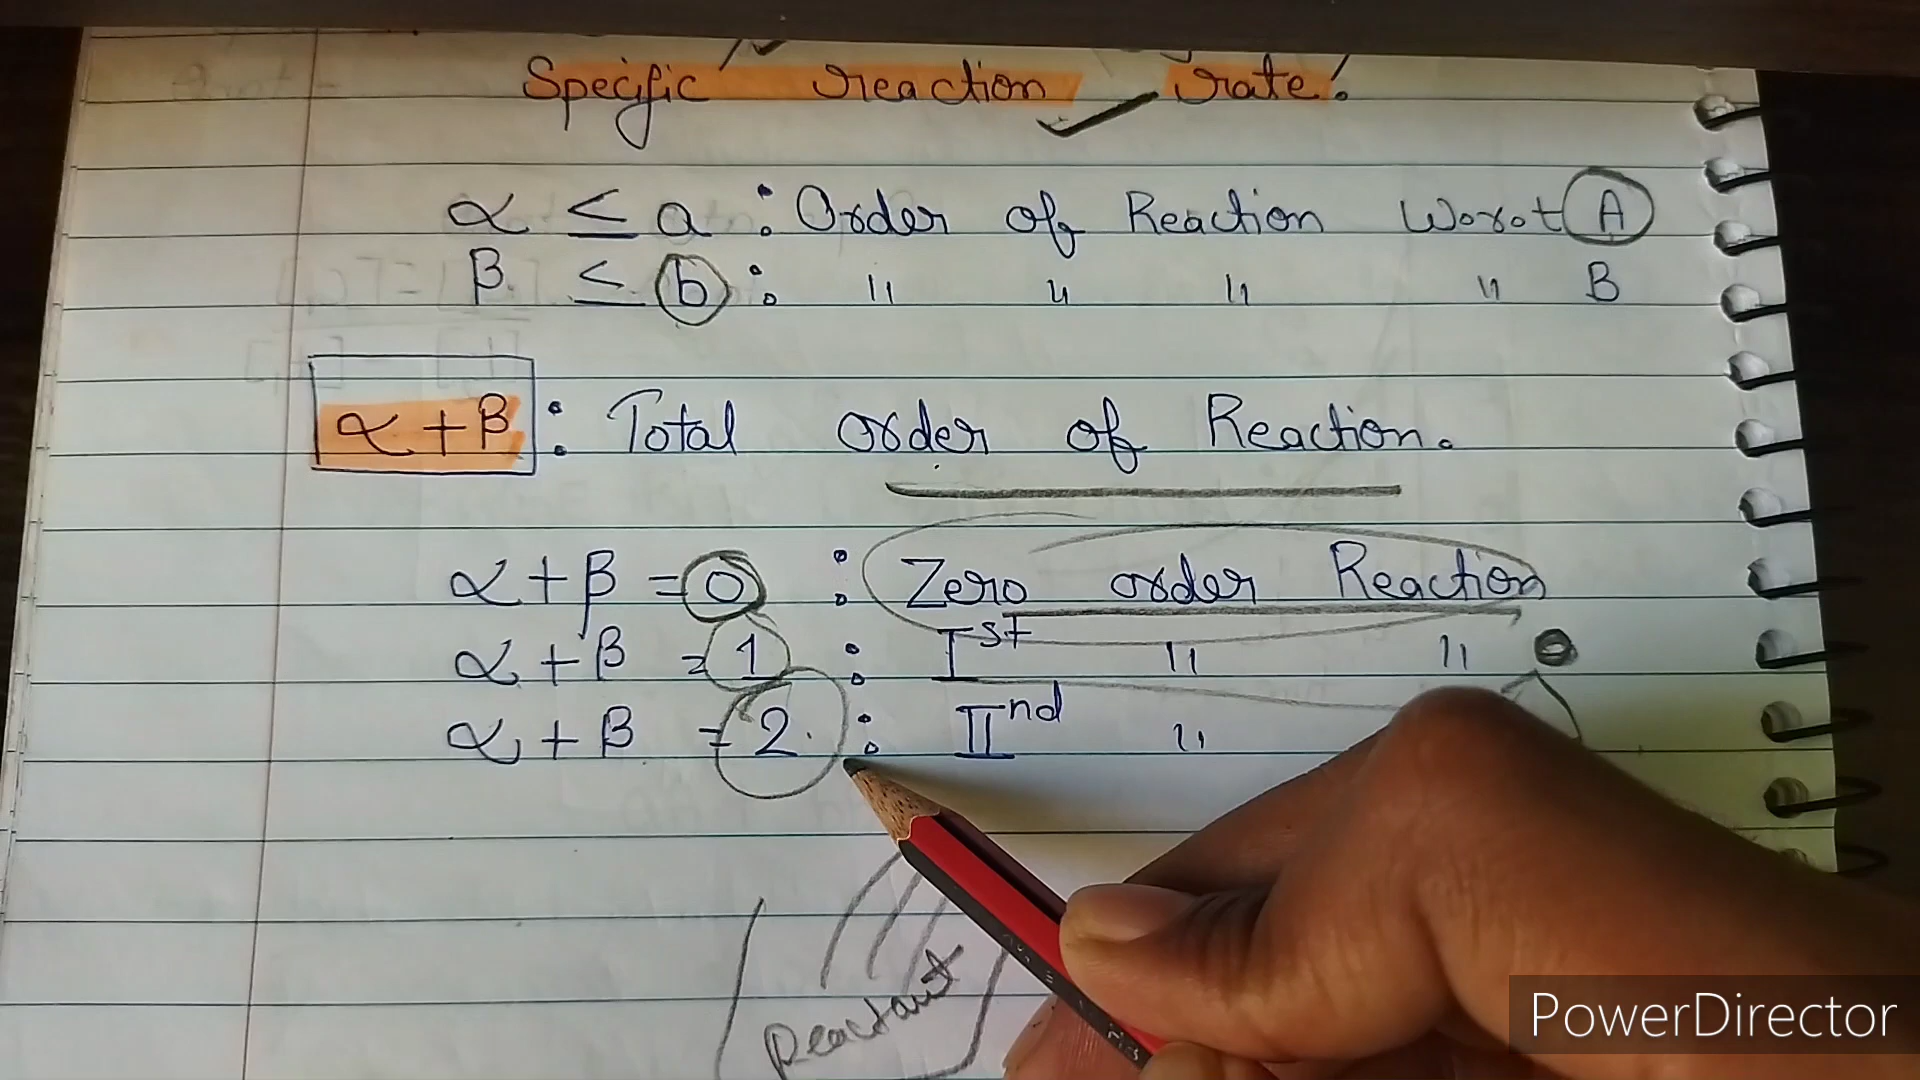 Specific reaction rate.
α ≤ a : Order of Reaction w.r.t A
β ≤ b : " " " " B
α + β : Total order of Reaction.
α + β = 0 : Zero order Reaction
α + β = 1 : Ist " "
α + β = 2 : IInd "
Reactant
PowerDirector